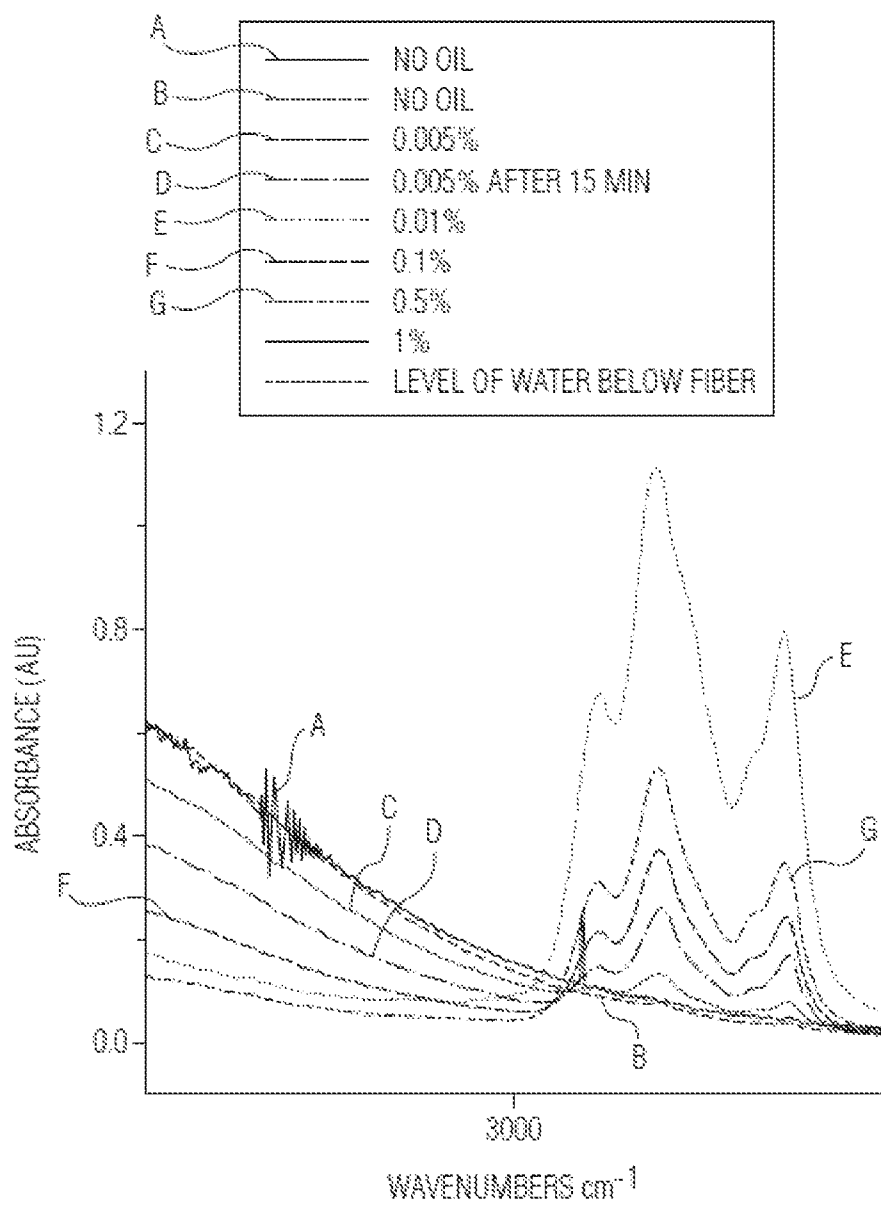 A NO OIL
B NO OIL
C 0.005%
D 0.005% AFTER 15 MIN
E 0.01%
F 0.1%
G 0.5%
1%
LEVEL OF WATER BELOW FIBER
1.2
0.8
0.4
0.0
ABSORBANCE (AU)
A
C
D
F
E
G
B
3000
WAVENUMBERS cm-1